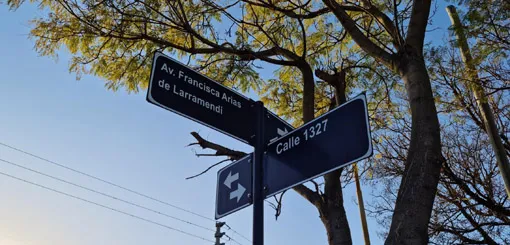 Av. Francisca Arias
de Larramendi
Calle 1327